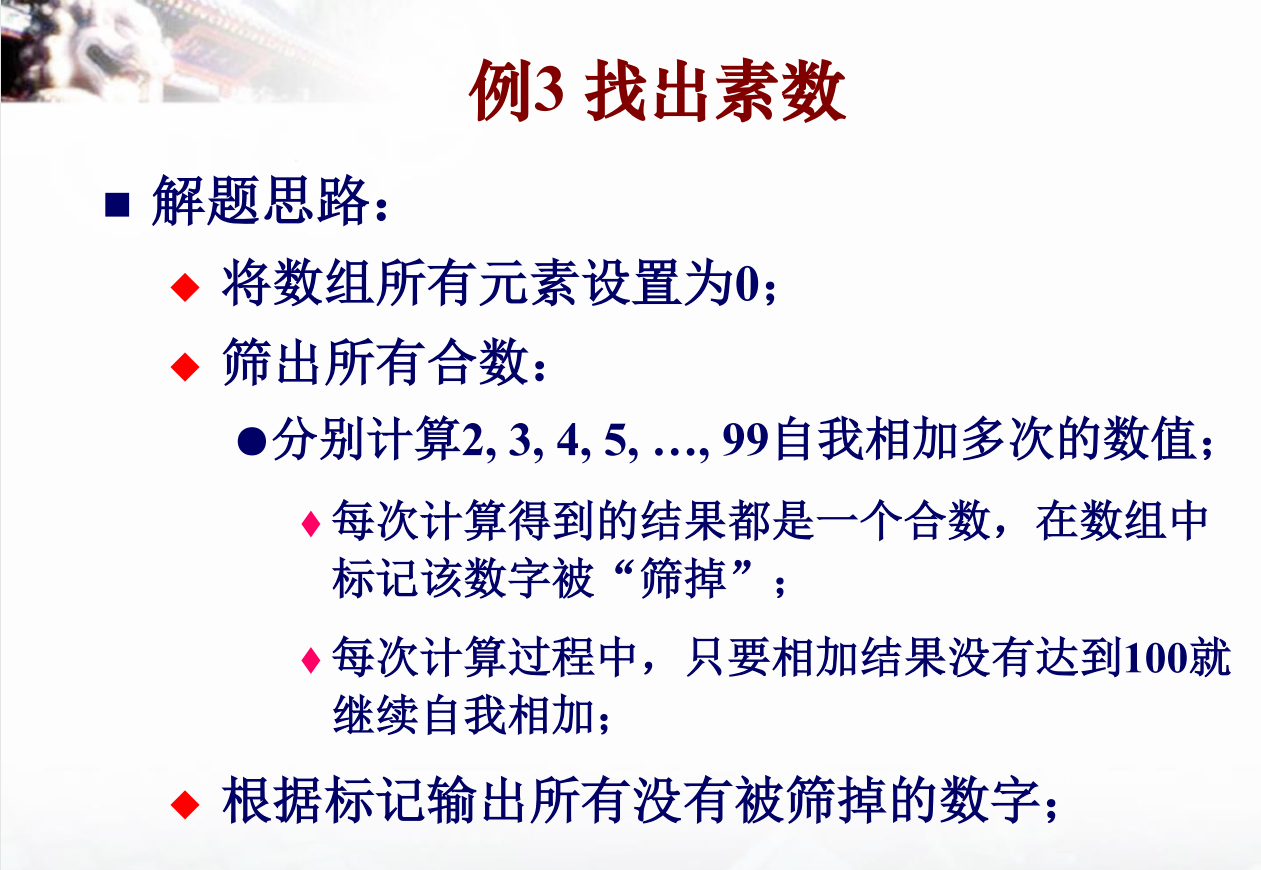 例3 找出素数
解题思路：
将数组所有元素设置为0；
筛出所有合数：
分别计算2, 3, 4, 5, …, 99自我相加多次的数值；
每次计算得到的结果都是一个合数，在数组中
标记该数字被“筛掉”；
每次计算过程中，只要相加结果没有达到100就
继续自我相加；
根据标记输出所有没有被筛掉的数字；